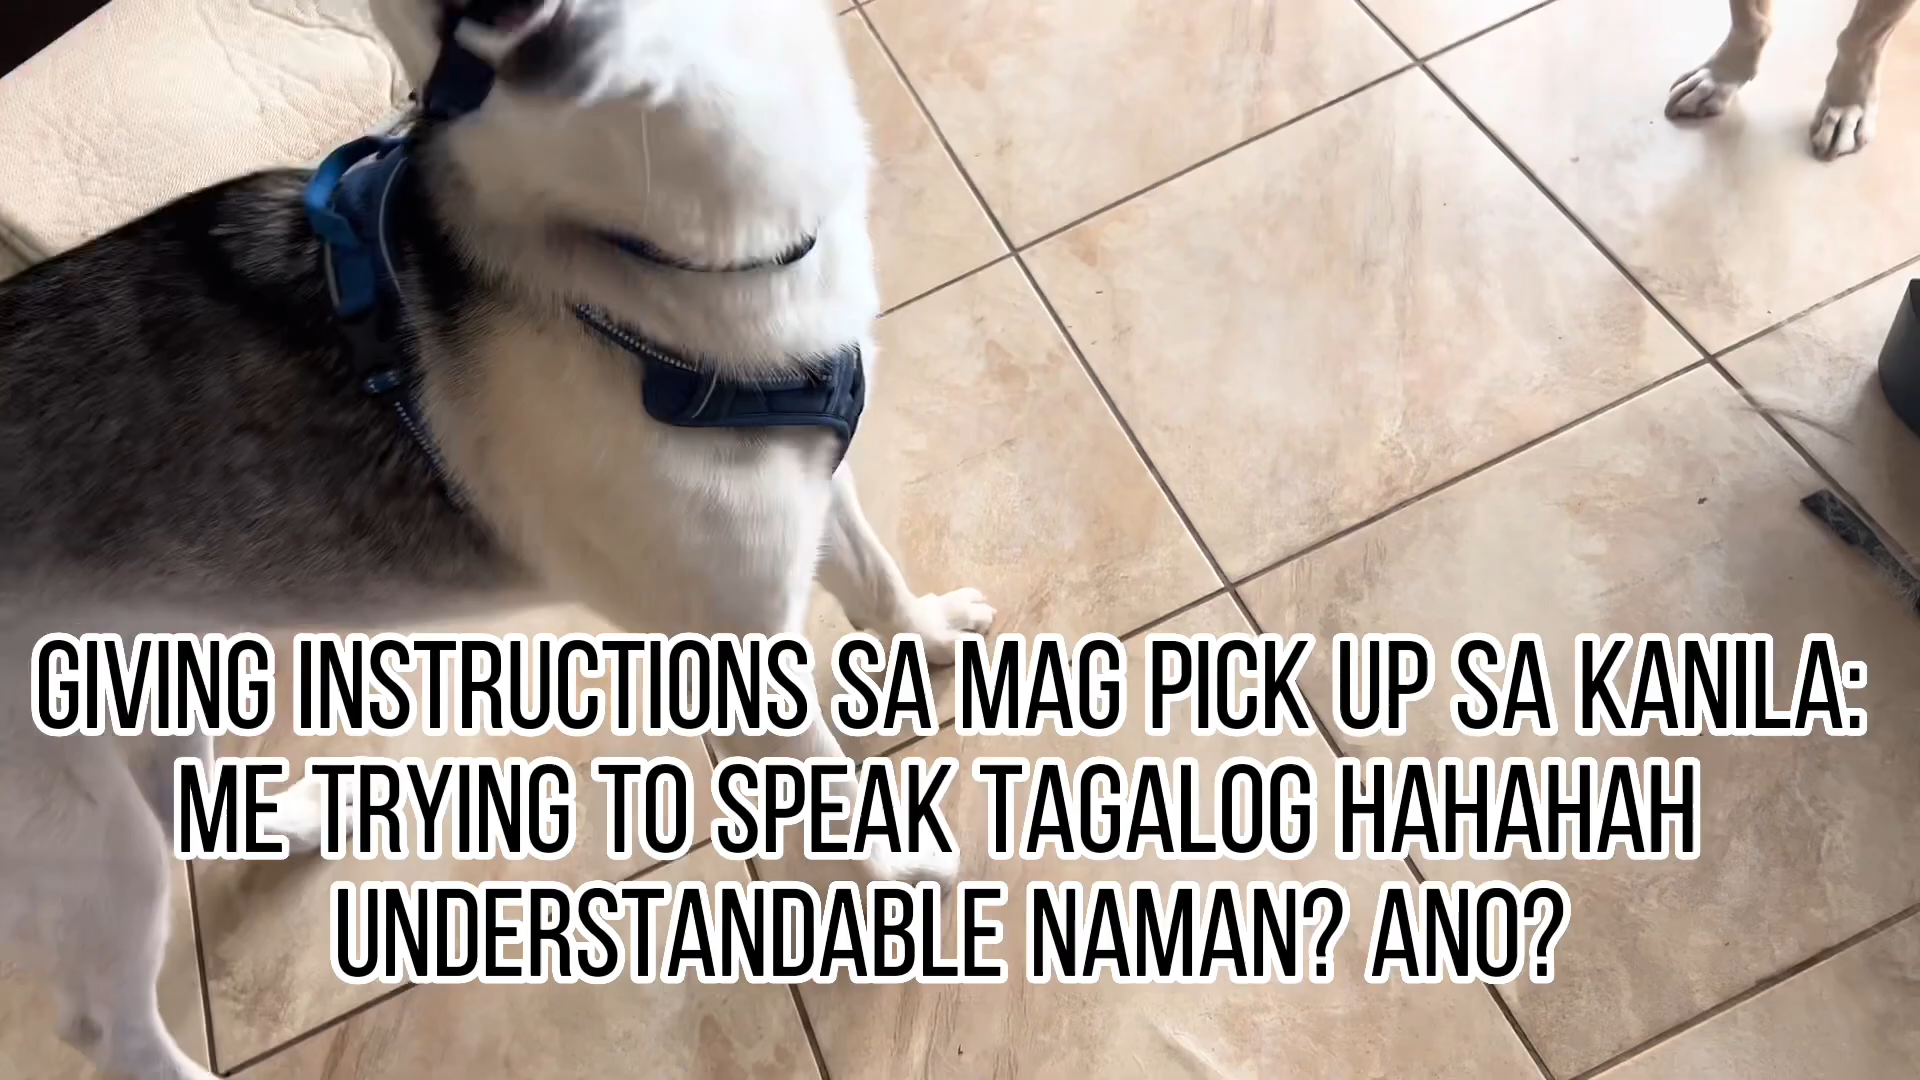 GIVING INSTRUCTIONS SA MAG PICK UP SA KANILA:
ME TRYING TO SPEAK TAGALOG HAHAHAH
UNDERSTANDABLE NAMAN? ANO?